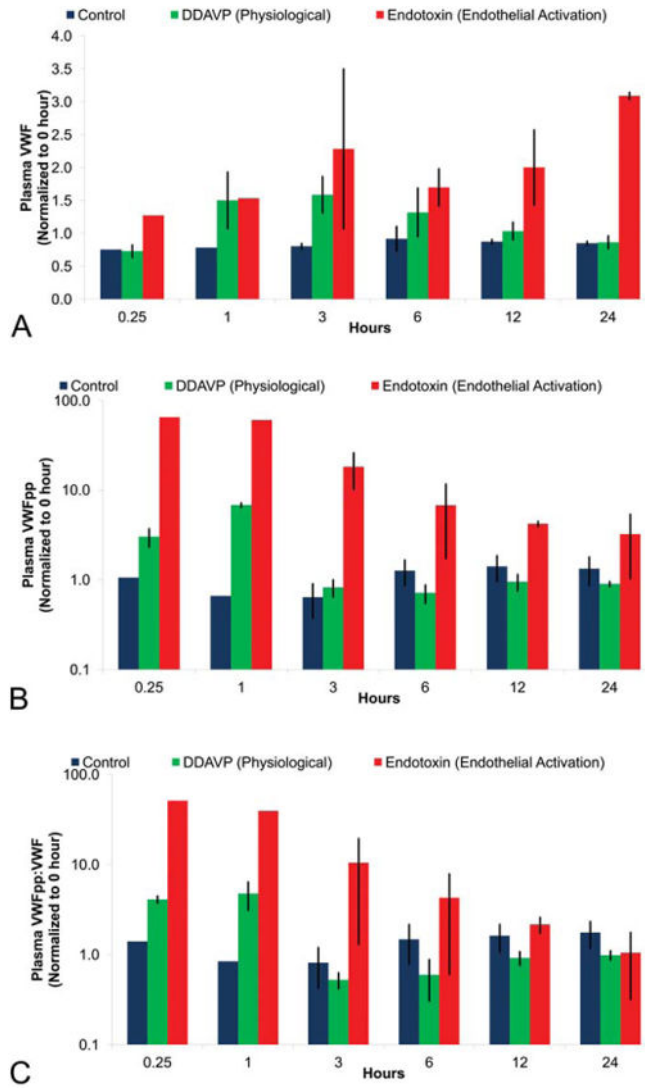 Control DDAVP (Physiological) Endotoxin (Endothelial Activation)
Plasma VWF
(Normalized to 0 hour)
4.0
3.5
3.0
2.5
2.0
1.5
1.0
0.5
0.0
0.25 1 3 6 12 24
Hours
A
Control DDAVP (Physiological) Endotoxin (Endothelial Activation)
Plasma VWFpp
(Normalized to 0 hour)
100.0
10.0
1.0
0.1
0.25 1 3 6 12 24
Hours
B
Control DDAVP (Physiological) Endotoxin (Endothelial Activation)
Plasma VWFpp:VWF
(Normalized to 0 hour)
100.0
10.0
1.0
0.1
0.25 1 3 6 12 24
Hours
C